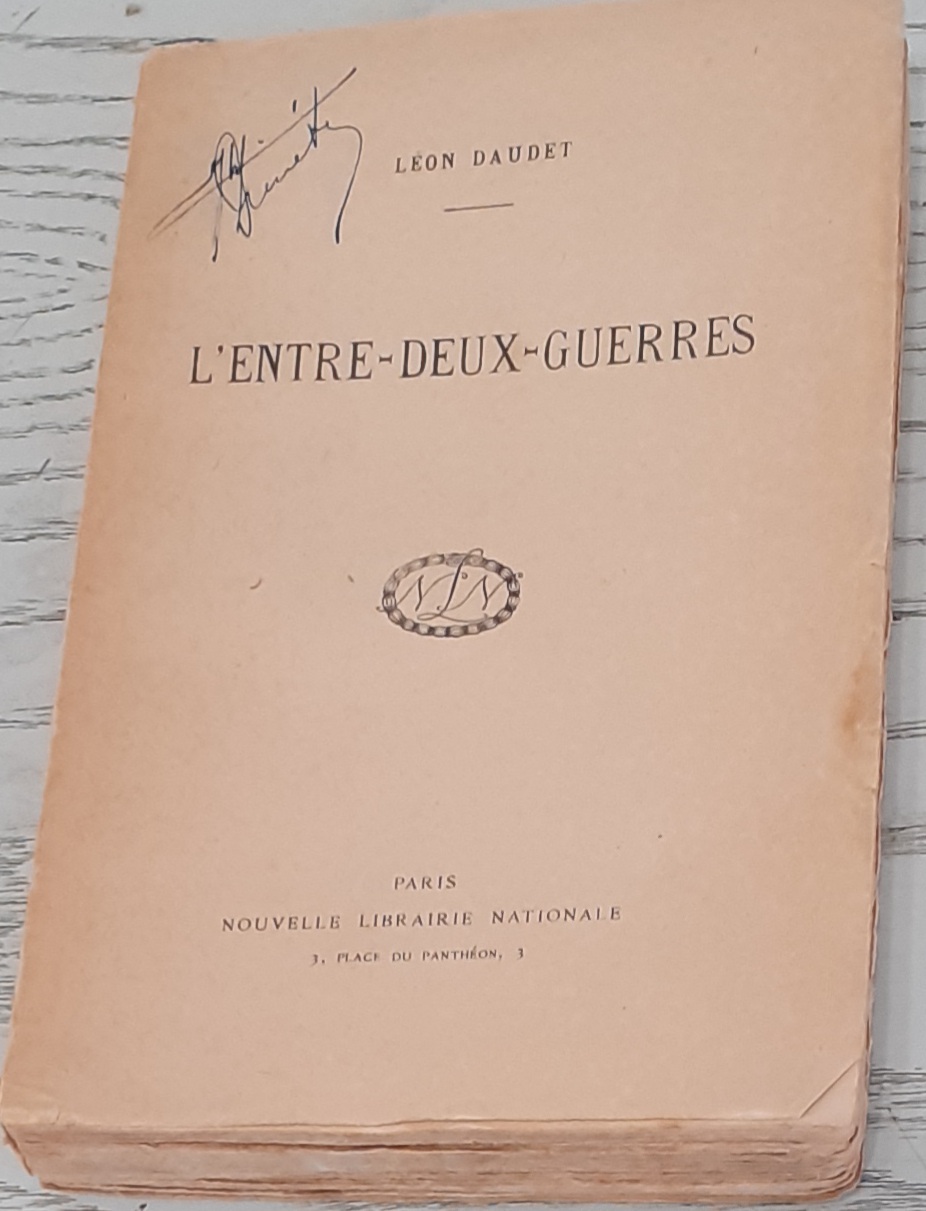 LÉON DAUDET
L'ENTRE-DEUX-GUERRES
NLN
PARIS
NOUVELLE LIBRAIRIE NATIONALE
3, PLACE DU PANTHÉON, 3